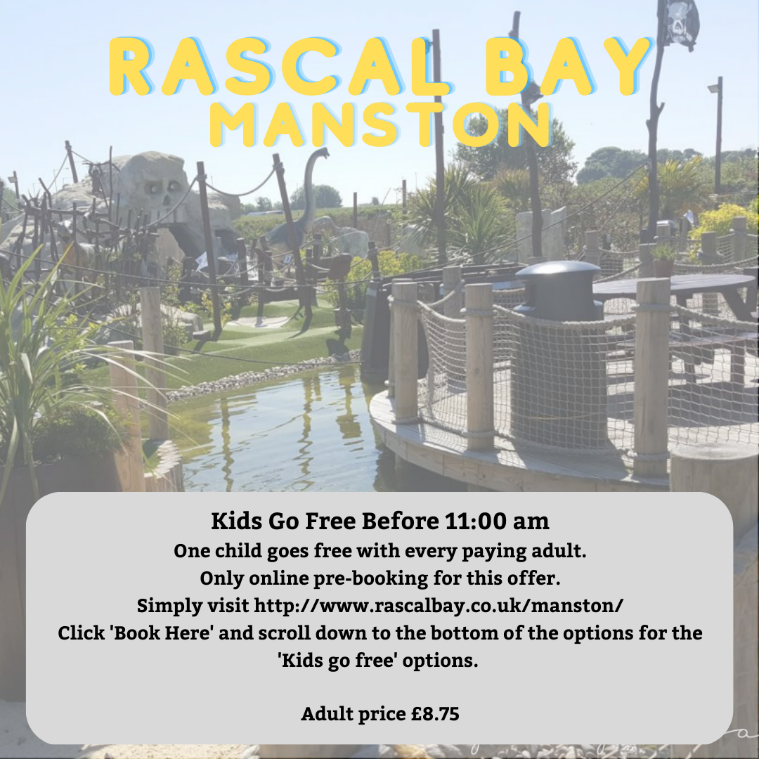 RASCAL BAY
MANSTON
Kids Go Free Before 11:00 am
One child goes free with every paying adult.
Only online pre-booking for this offer.
Simply visit http://www.rascalbay.co.uk/manston/
Click 'Book Here' and scroll down to the bottom of the options for the
'Kids go free' options.
Adult price £8.75